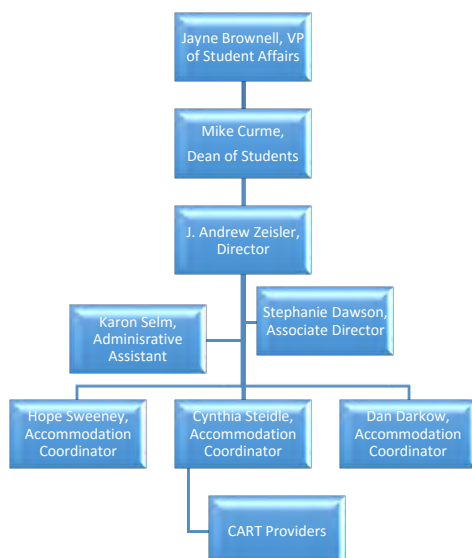 Jayne Brownell, VP
of Student Affairs
Mike Curme,
Dean of Students
J. Andrew Zeisler,
Director
Stephanie Dawson,
Associate Director
Karon Selm,
Adminisrative
Assistant
Hope Sweeney,
Accommodation
Coordinator
Cynthia Steidle,
Accommodation
Coordinator
Dan Darkow,
Accommodation
Coordinator
CART Providers